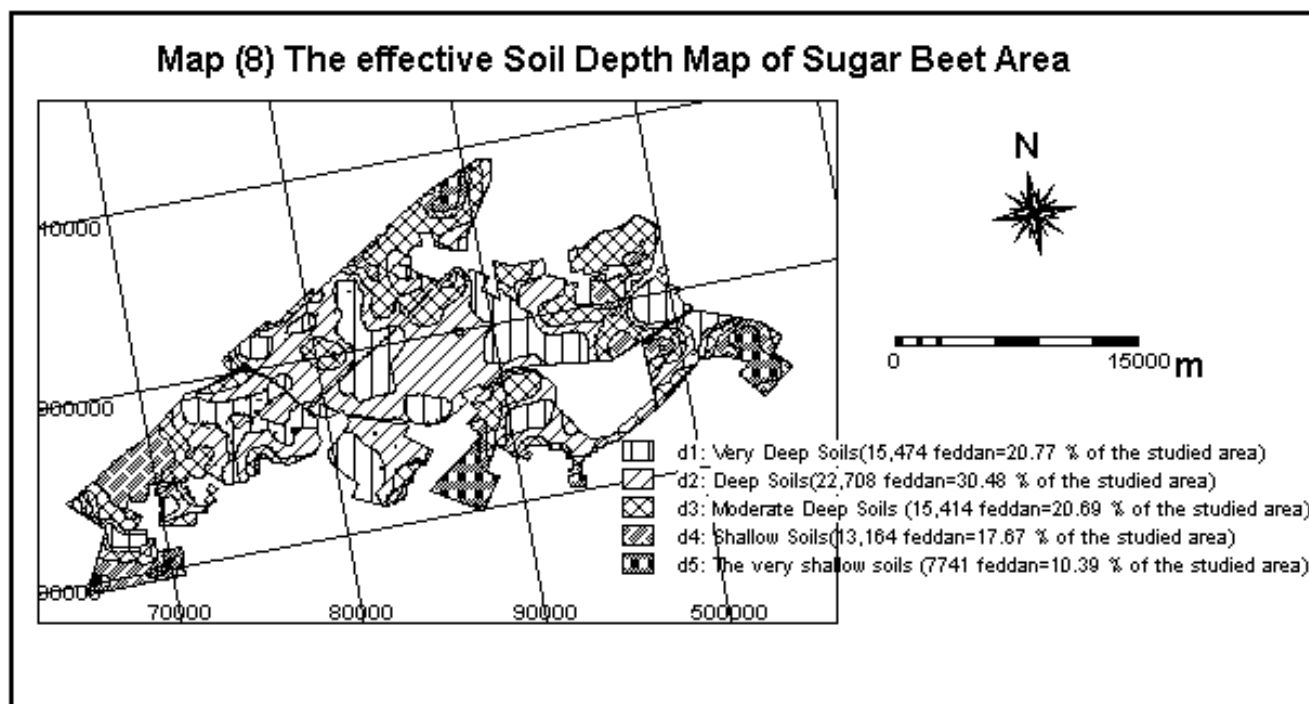 Map (8) The effective Soil Depth Map of Sugar Beet Area
N
10000
0 15000 m
900000
d1: Very Deep Soils(15,474 feddan=20.77 % of the studied area)
d2: Deep Soils(22,708 feddan=30.48 % of the studied area)
d3: Moderate Deep Soils (15,414 feddan=20.69 % of the studied area)
d4: Shallow Soils(13,164 feddan=17.67 % of the studied area)
d5: The very shallow soils (7741 feddan=10.39 % of the studied area)
70000 80000 90000 500000